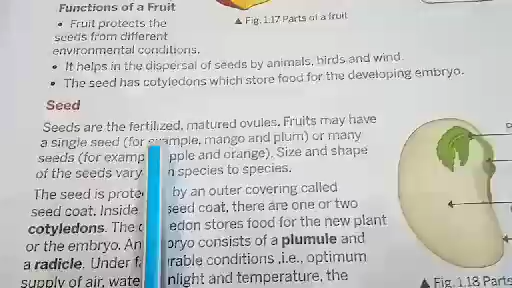 Functions of a Fruit
• Fruit protects the
seeds from different
environmental conditions.
• It helps in the dispersal of seeds by animals, birds and wind.
• The seed has cotyledons which store food for the developing embryo.
▲ Fig. 1.17 Parts of a fruit
Seed
Seeds are the fertilized, matured ovules. Fruits may have
a single seed (for example, mango and plum) or many
seeds (for examp pple and orange). Size and shape
of the seeds vary species to species.
The seed is prote by an outer covering called
seed coat. Inside seed coat, there are one or two
cotyledons. The edon stores food for the new plant
or the embryo. An bryo consists of a plumule and
a radicle. Under f rable conditions ,i.e., optimum
supply of air, wate nlight and temperature, the
▲ Fig. 1.18 Parts